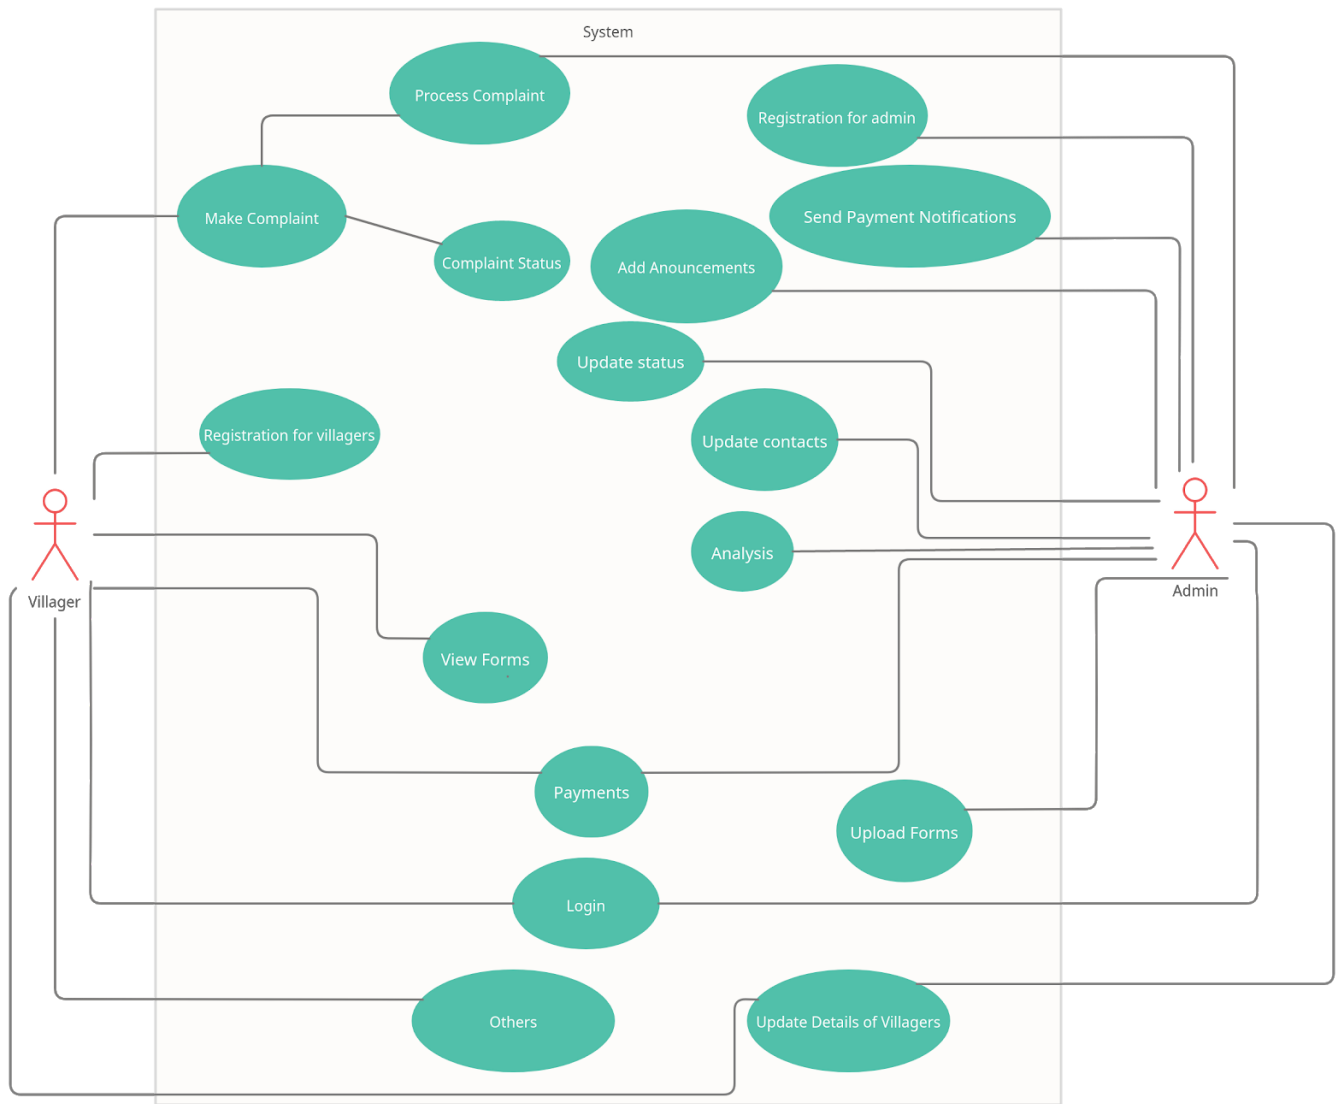 System
Process Complaint
Registration for admin
Make Complaint
Send Payment Notifications
Complaint Status
Add Anouncements
Update status
Registration for villagers
Update contacts
Analysis
Villager
Admin
View Forms
Payments
Upload Forms
Login
Others
Update Details of Villagers